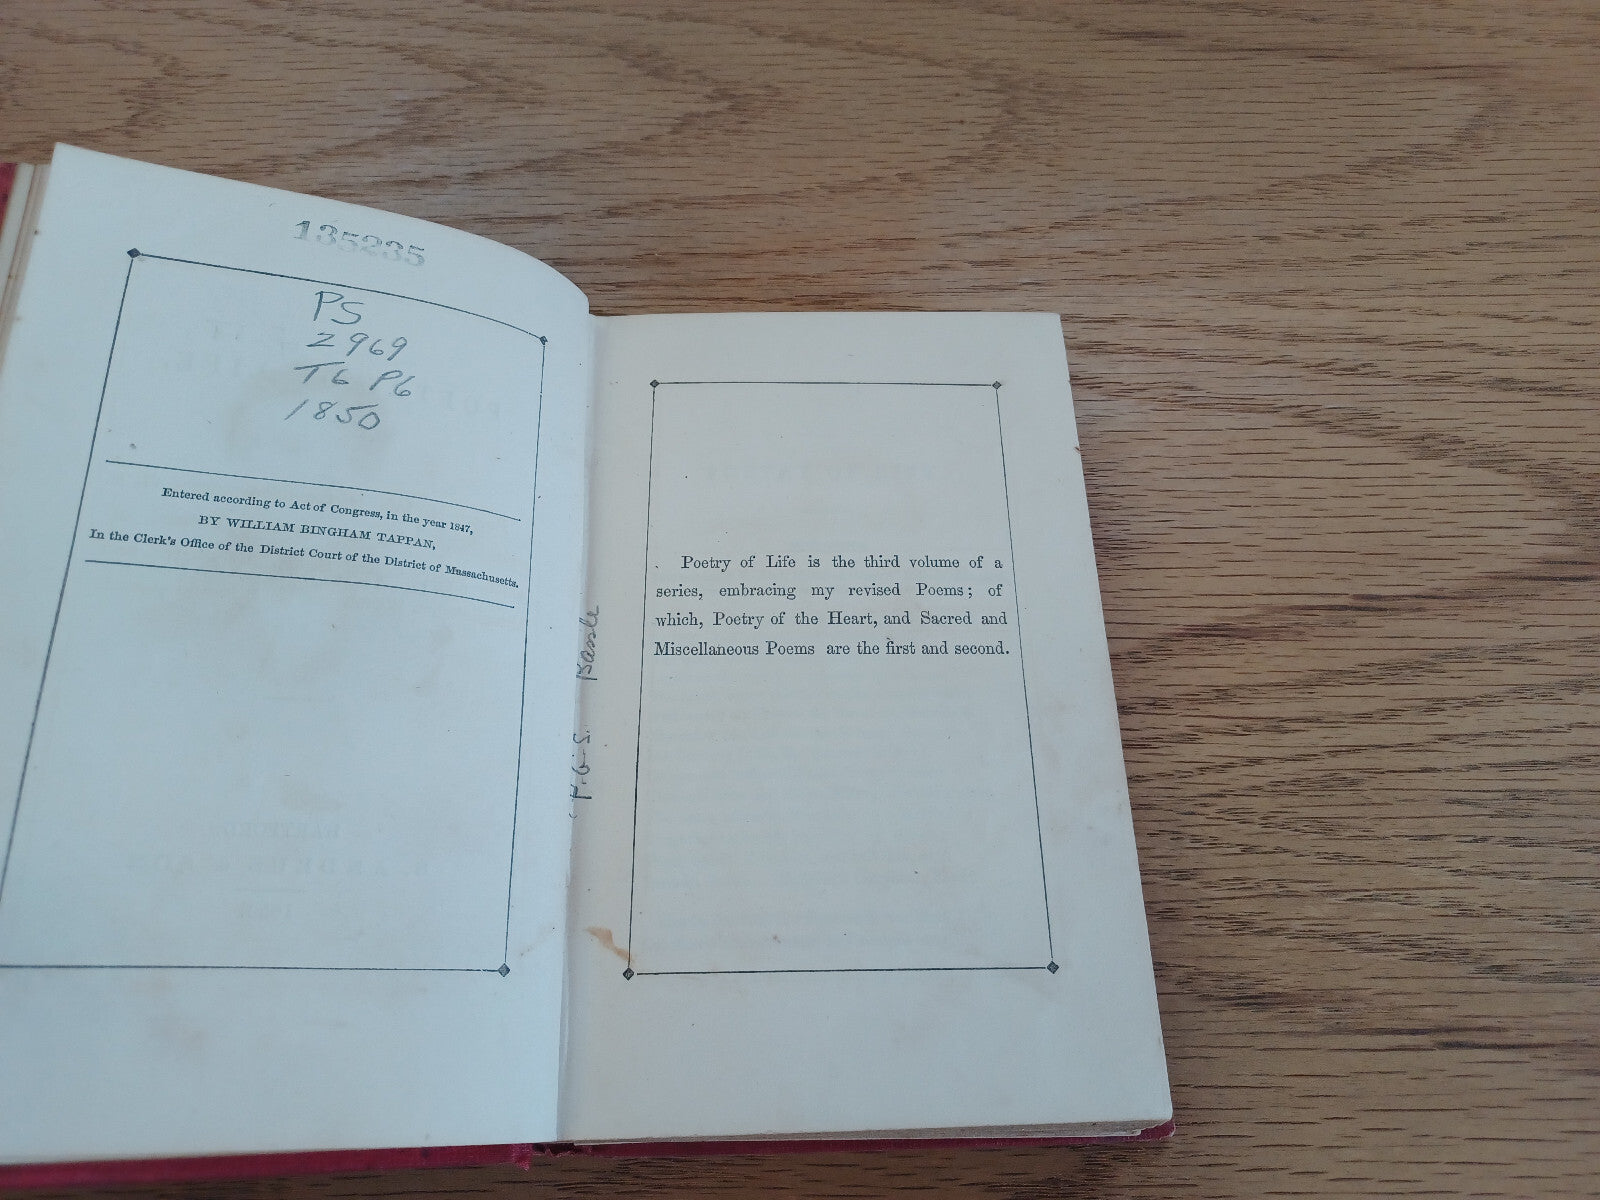 135235
PS
2969
T6 P6
1850
Entered according to Act of Congress, in the year 1847,
BY WILLIAM BINGHAM TAPPAN,
In the Clerk's Office of the District Court of the District of Massachusetts.
Poetry of Life is the third volume of a
series, embracing my revised Poems; of
which, Poetry of the Heart, and Sacred and
Miscellaneous Poems are the first and second.